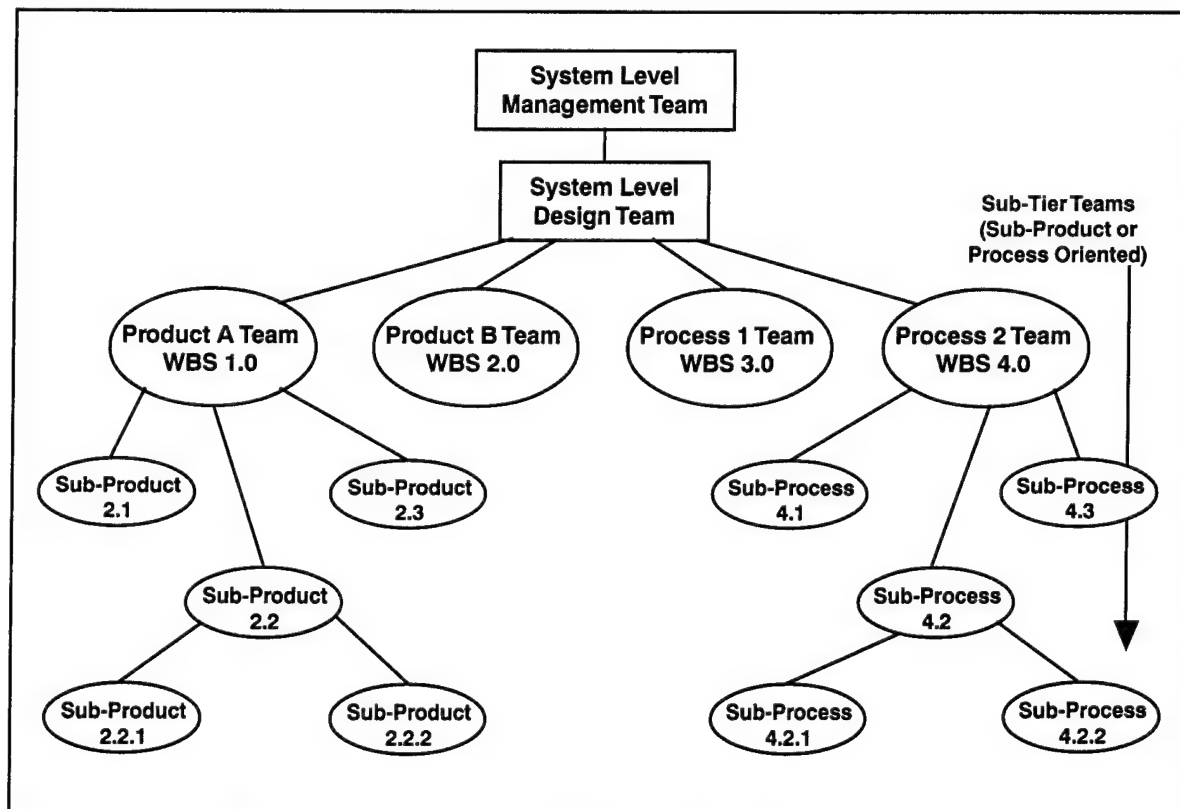 System Level
Management Team
System Level
Design Team
Sub-Tier Teams
(Sub-Product or
Process Oriented)
Product A Team
WBS 1.0
Product B Team
WBS 2.0
Process 1 Team
WBS 3.0
Process 2 Team
WBS 4.0
Sub-Product
2.1
Sub-Product
2.3
Sub-Process
4.1
Sub-Process
4.3
Sub-Product
2.2
Sub-Process
4.2
Sub-Product
2.2.1
Sub-Product
2.2.2
Sub-Process
4.2.1
Sub-Process
4.2.2